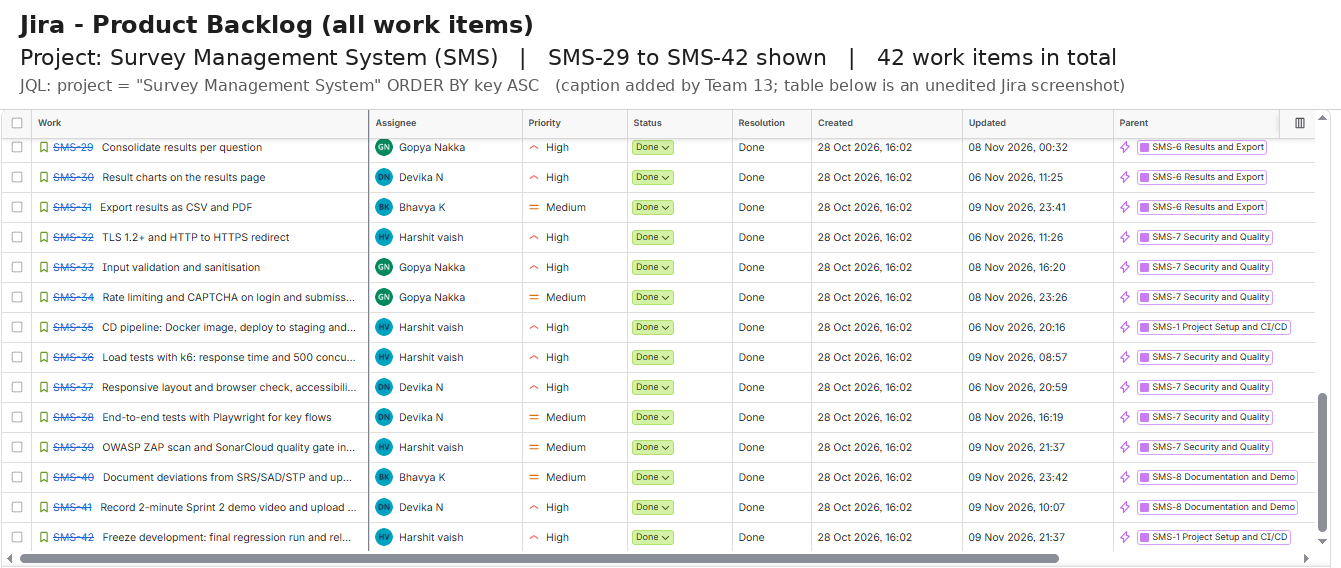 Jira - Product Backlog (all work items)
Project: Survey Management System (SMS) | SMS-29 to SMS-42 shown | 42 work items in total
JQL: project = "Survey Management System" ORDER BY key ASC (caption added by Team 13; table below is an unedited Jira screenshot)
Work Assignee Priority Status Resolution Created Updated Parent
SMS-29 Consolidate results per question GN Gopya Nakka High Done Done 28 Oct 2026, 16:02 08 Nov 2026, 00:32 SMS-6 Results and Export
SMS-30 Result charts on the results page DN Devika N High Done Done 28 Oct 2026, 16:02 06 Nov 2026, 11:25 SMS-6 Results and Export
SMS-31 Export results as CSV and PDF BK Bhavya K Medium Done Done 28 Oct 2026, 16:02 09 Nov 2026, 23:41 SMS-6 Results and Export
SMS-32 TLS 1.2+ and HTTP to HTTPS redirect HV Harshit vaish High Done Done 28 Oct 2026, 16:02 06 Nov 2026, 11:26 SMS-7 Security and Quality
SMS-33 Input validation and sanitisation GN Gopya Nakka High Done Done 28 Oct 2026, 16:02 08 Nov 2026, 16:20 SMS-7 Security and Quality
SMS-34 Rate limiting and CAPTCHA on login and submiss... GN Gopya Nakka Medium Done Done 28 Oct 2026, 16:02 08 Nov 2026, 23:26 SMS-7 Security and Quality
SMS-35 CD pipeline: Docker image, deploy to staging and... HV Harshit vaish High Done Done 28 Oct 2026, 16:02 06 Nov 2026, 20:16 SMS-1 Project Setup and CI/CD
SMS-36 Load tests with k6: response time and 500 concu... HV Harshit vaish High Done Done 28 Oct 2026, 16:02 09 Nov 2026, 08:57 SMS-7 Security and Quality
SMS-37 Responsive layout and browser check, accessibili... DN Devika N High Done Done 28 Oct 2026, 16:02 06 Nov 2026, 20:59 SMS-7 Security and Quality
SMS-38 End-to-end tests with Playwright for key flows DN Devika N Medium Done Done 28 Oct 2026, 16:02 08 Nov 2026, 16:19 SMS-7 Security and Quality
SMS-39 OWASP ZAP scan and SonarCloud quality gate in... HV Harshit vaish Medium Done Done 28 Oct 2026, 16:02 09 Nov 2026, 21:37 SMS-7 Security and Quality
SMS-40 Document deviations from SRS/SAD/STP and up... BK Bhavya K Medium Done Done 28 Oct 2026, 16:02 09 Nov 2026, 23:42 SMS-8 Documentation and Demo
SMS-41 Record 2-minute Sprint 2 demo video and upload ... DN Devika N High Done Done 28 Oct 2026, 16:02 09 Nov 2026, 10:07 SMS-8 Documentation and Demo
SMS-42 Freeze development: final regression run and rel... HV Harshit vaish High Done Done 28 Oct 2026, 16:02 09 Nov 2026, 21:37 SMS-1 Project Setup and CI/CD